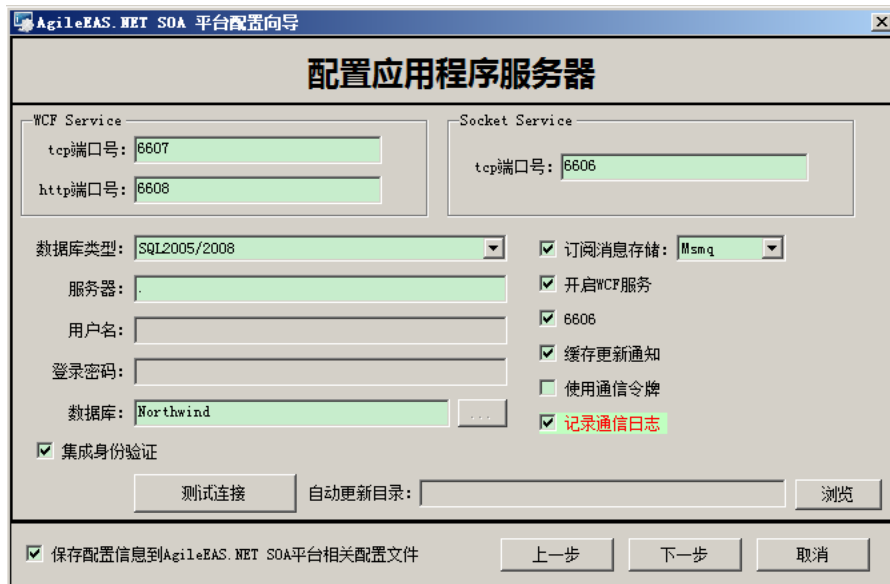 AgileEAS.NET SOA 平台配置向导
配置应用程序服务器
WCF Service
tcp端口号: 6607
http端口号: 6608
Socket Service
tcp端口号: 6606
数据库类型: SQL2005/2008
服务器: .
用户名:
登录密码:
数据库: Northwind ...
集成身份验证
订阅消息存储: Msmq
开启WCF服务
6606
缓存更新通知
使用通信令牌
记录通信日志
测试连接 自动更新目录: 浏览
保存配置信息到AgileEAS.NET SOA平台相关配置文件 上一步 下一步 取消